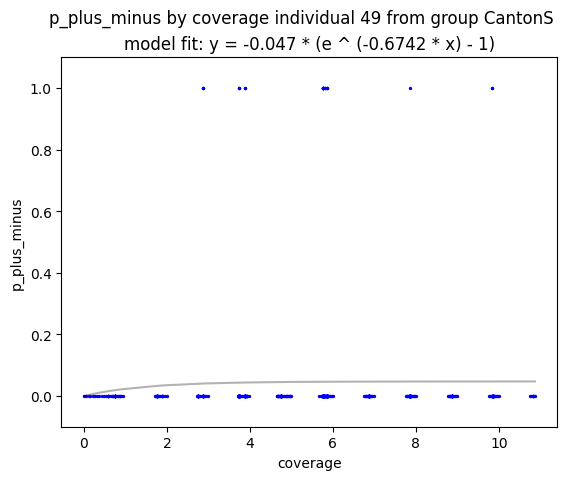 p_plus_minus by coverage individual 49 from group CantonS
model fit: y = -0.047 * (e ^ (-0.6742 * x) - 1)
1.0
0.8
0.6
0.4
0.2
0.0
p_plus_minus
0 2 4 6 8 10
coverage